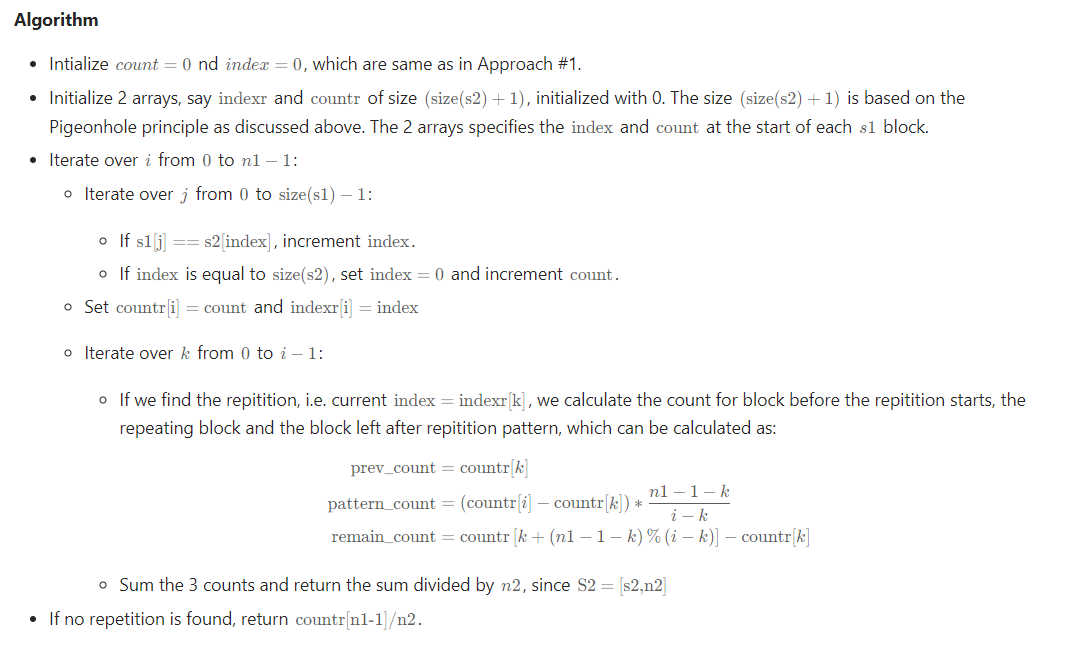 Algorithm
• Intialize count = 0 nd index = 0, which are same as in Approach #1.
• Initialize 2 arrays, say indexr and countr of size (size(s2) + 1), initialized with 0. The size (size(s2) + 1) is based on the
Pigeonhole principle as discussed above. The 2 arrays specifies the index and count at the start of each s1 block.
• Iterate over i from 0 to n1 − 1:
○ Iterate over j from 0 to size(s1) − 1:
○ If s1[j] == s2[index], increment index.
○ If index is equal to size(s2), set index = 0 and increment count.
○ Set countr[i] = count and indexr[i] = index
○ Iterate over k from 0 to i − 1:
○ If we find the repitition, i.e. current index = indexr[k], we calculate the count for block before the repitition starts, the
repeating block and the block left after repitition pattern, which can be calculated as:
prev_count = countr[k]
pattern_count = (countr[i] − countr[k]) * (n1 − 1 − k) / (i − k)
remain_count = countr [k + (n1 − 1 − k) % (i − k)] − countr[k]
○ Sum the 3 counts and return the sum divided by n2, since S2 = [s2,n2]
• If no repetition is found, return countr[n1-1]/n2.